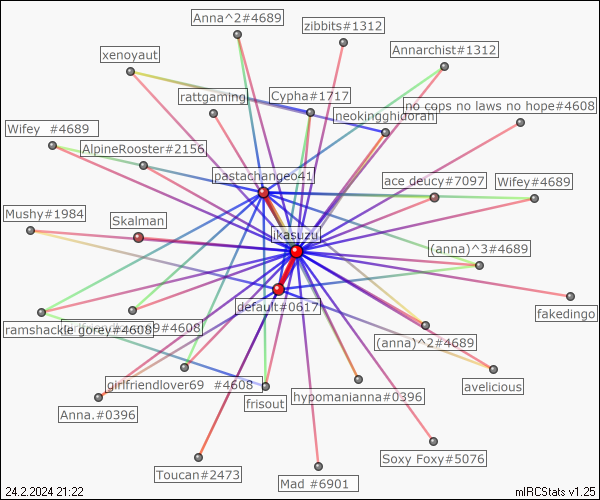 Anna^2#4689
zibbits#1312
Annarchist#1312
xenoyaut
rattgaming
Cypha#1717
no cops no laws no hope#4608
neokingghidorah
Wifey  #4689
AlpineRooster#2156
pastachangeo41
ace deucy#7097
Wifey#4689
Mushy#1984
Skalman
ikasuzu
(anna)^3#4689
default#0617
fakedingo
ramshackle gorey#4608
69#4608
(anna)^2#4689
girlfriendlover69  #4608
avelicious
hypomanianna#0396
frisout
Anna.#0396
Soxy Foxy#5076
Toucan#2473
Mad #6901
24.2.2024 21:22
mIRCStats v1.25